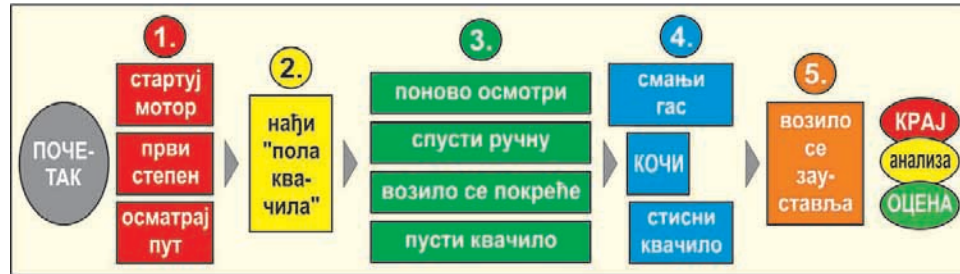 ПОЧЕ-
ТАК
1.
стартуј
мотор
први
степен
осматрај
пут
2.
нађи
"пола
ква-
чила"
3.
поново осмотри
спусти ручну
возило се покреће
пусти квачило
4.
смањи
гас
КОЧИ
стисни
квачило
5.
возило
се
зау-
ставља
КРАЈ
анализа
ОЦЕНА